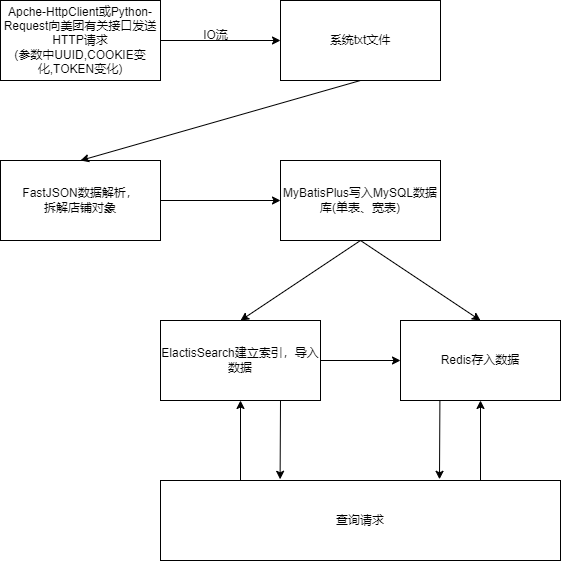 Apche-HttpClient或Python-
Request向美团有关接口发送
HTTP请求
(参数中UUID,COOKIE变
化,TOKEN变化)
IO流
系统txt文件
FastJSON数据解析，
拆解店铺对象
MyBatisPlus写入MySQL数据
库(单表、宽表)
ElactisSearch建立索引，导入
数据
Redis存入数据
查询请求